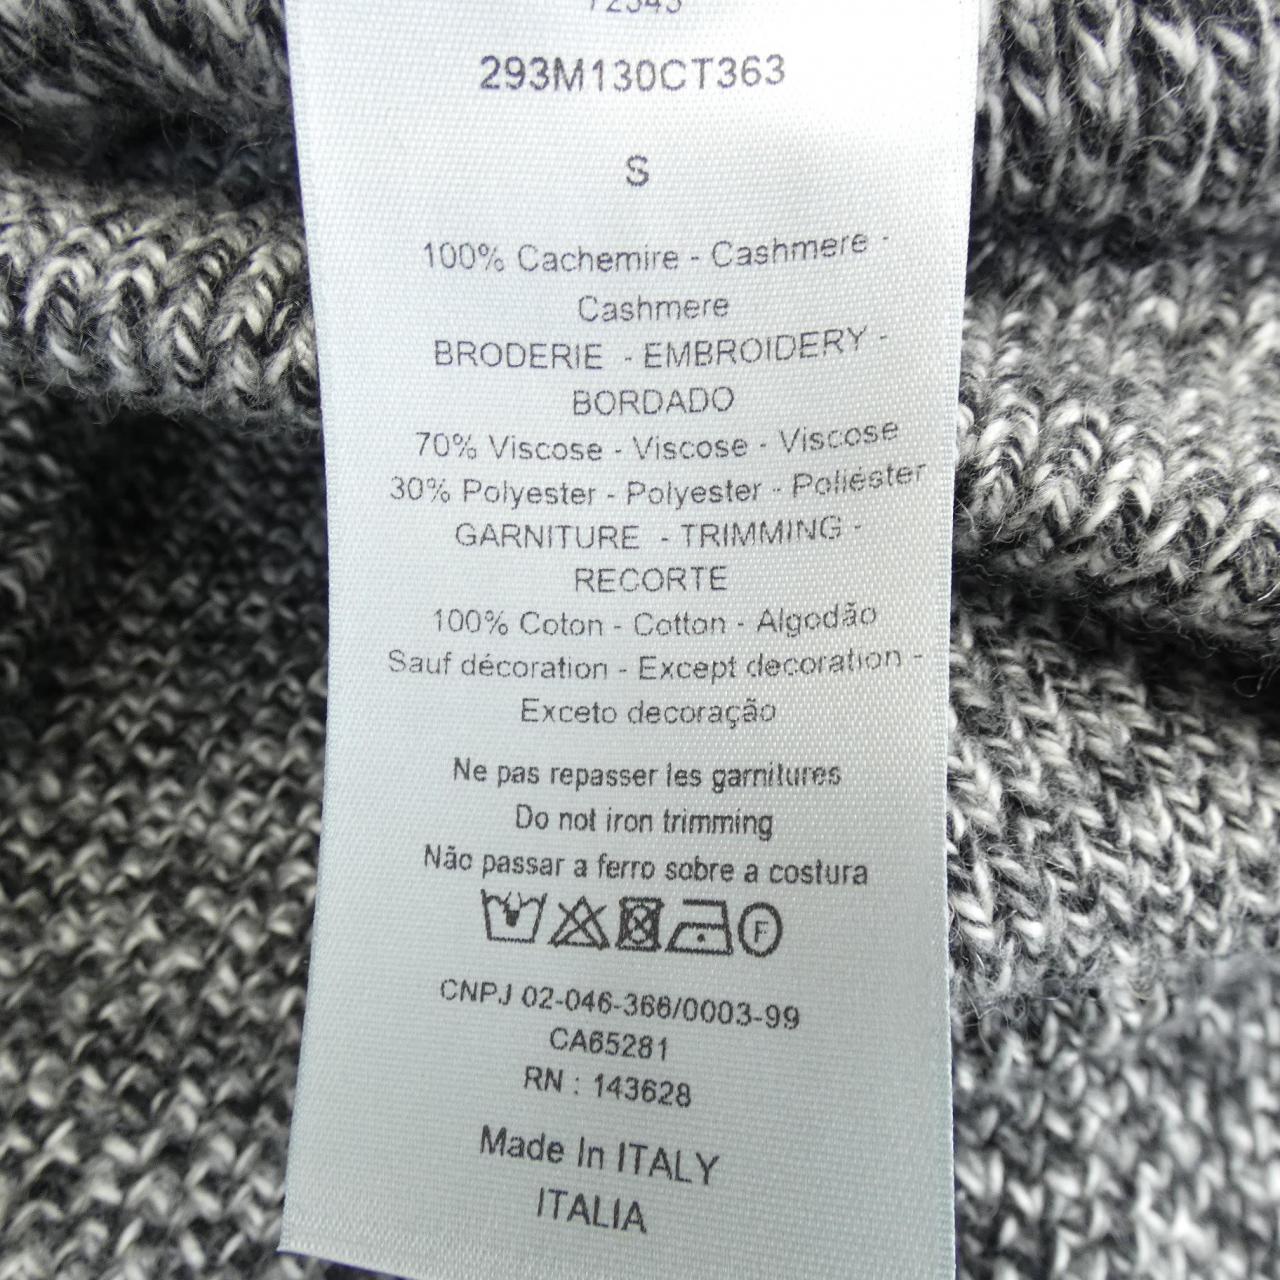 293M130CT363
S
100% Cachemire - Cashmere -
Cashmere
BRODERIE - EMBROIDERY -
BORDADO
70% Viscose - Viscose - Viscose
30% Polyester - Polyester - Poliéster
GARNITURE - TRIMMING -
RECORTE
100% Coton - Cotton - Algodão
Sauf décoration - Except decoration -
Exceto decoração
Ne pas repasser les garnitures
Do not iron trimming
Não passar a ferro sobre a costura
F
CNPJ 02-046-366/0003-99
CA65281
RN : 143628
Made In ITALY
ITALIA